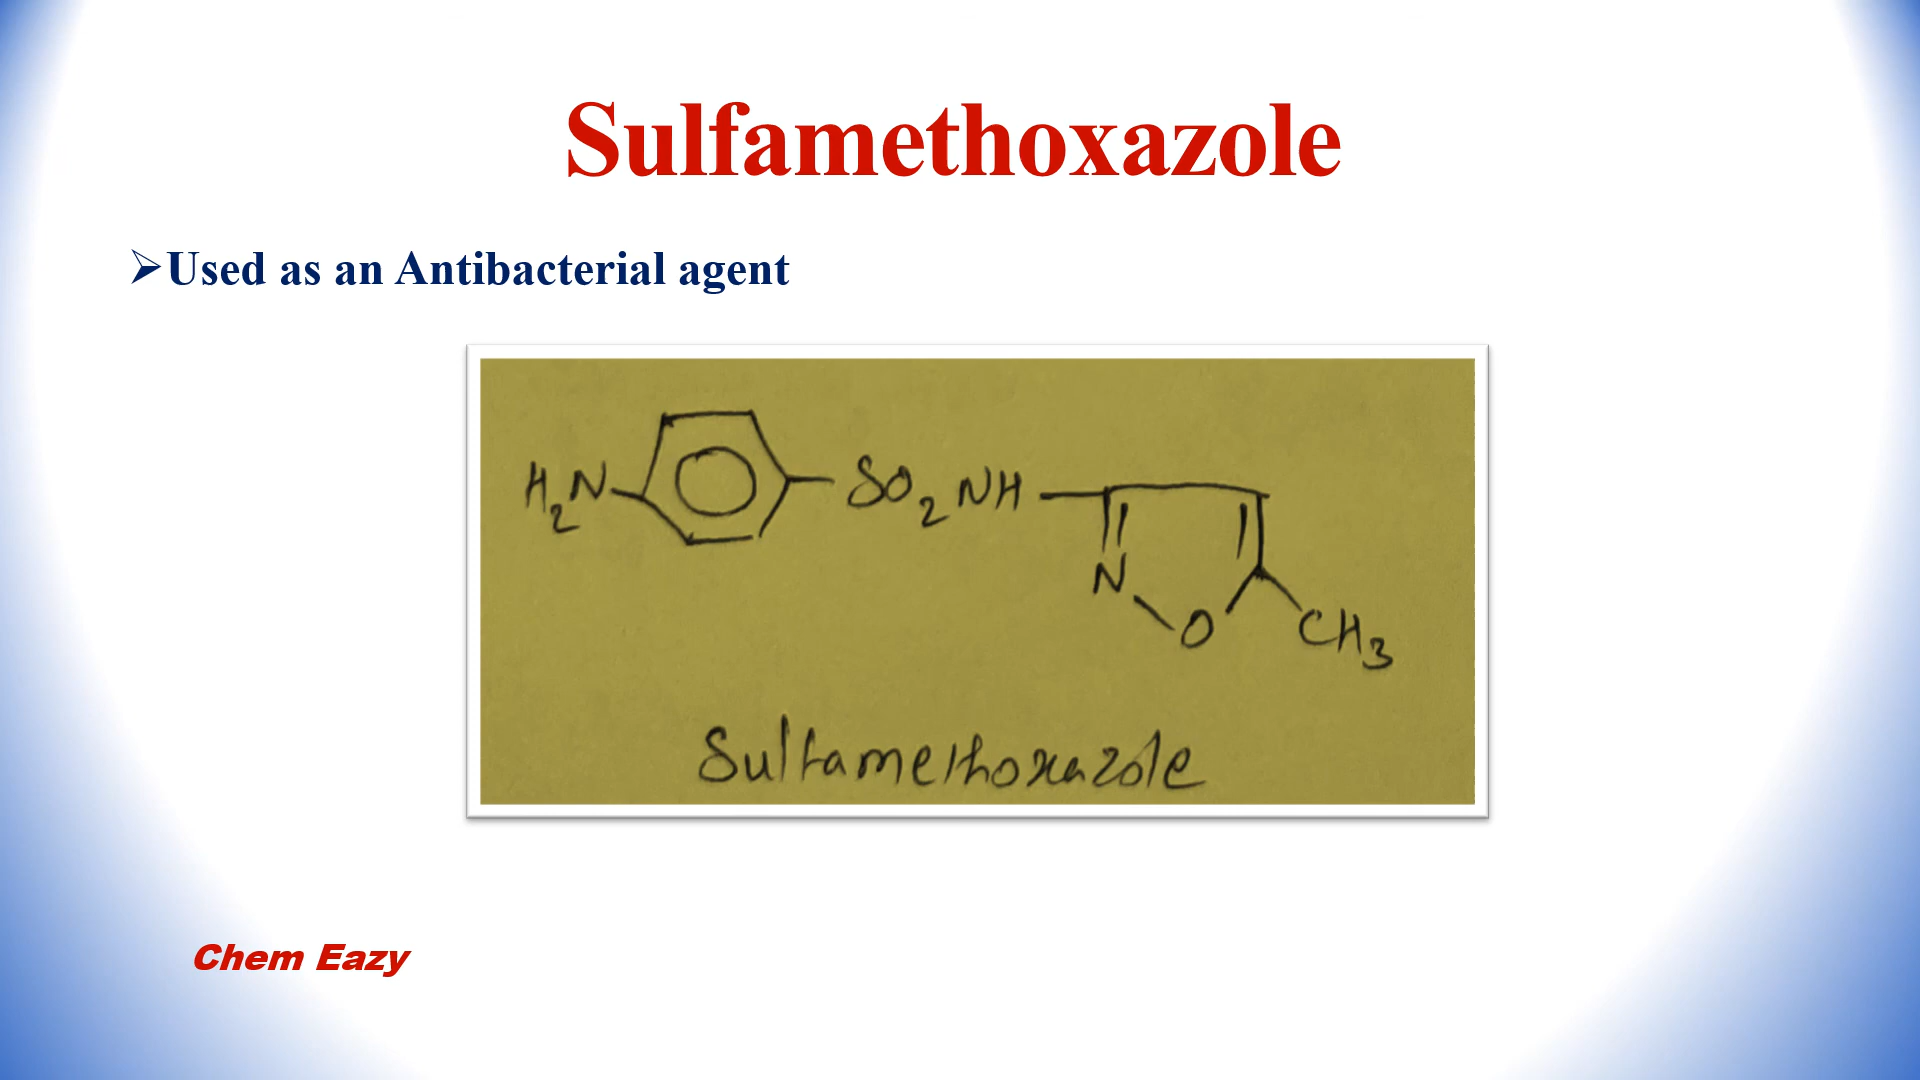 Sulfamethoxazole
➢Used as an Antibacterial agent
H₂N SO₂NH
N
O CH₃
Sulfamethoxazole
Chem Eazy